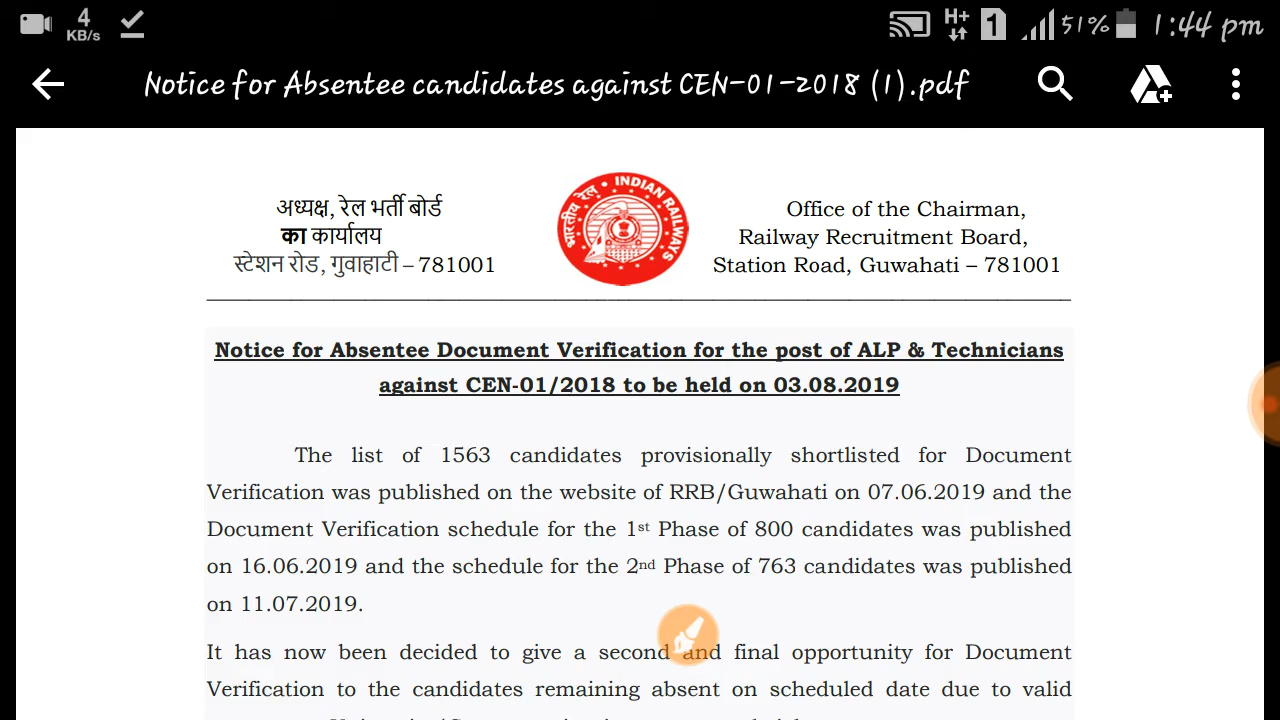 4
KB/s
H+
1
51%
1:44 pm
Notice for Absentee candidates against CEN-01-2018 (1).pdf
अध्यक्ष, रेल भर्ती बोर्ड
का कार्यालय
स्टेशन रोड, गुवाहाटी – 781001
भारतीय रेल • INDIAN RAILWAYS
Office of the Chairman,
Railway Recruitment Board,
Station Road, Guwahati – 781001
Notice for Absentee Document Verification for the post of ALP & Technicians
against CEN-01/2018 to be held on 03.08.2019
The list of 1563 candidates provisionally shortlisted for Document
Verification was published on the website of RRB/Guwahati on 07.06.2019 and the
Document Verification schedule for the 1st Phase of 800 candidates was published
on 16.06.2019 and the schedule for the 2nd Phase of 763 candidates was published
on 11.07.2019.
It has now been decided to give a second and final opportunity for Document
Verification to the candidates remaining absent on scheduled date due to valid